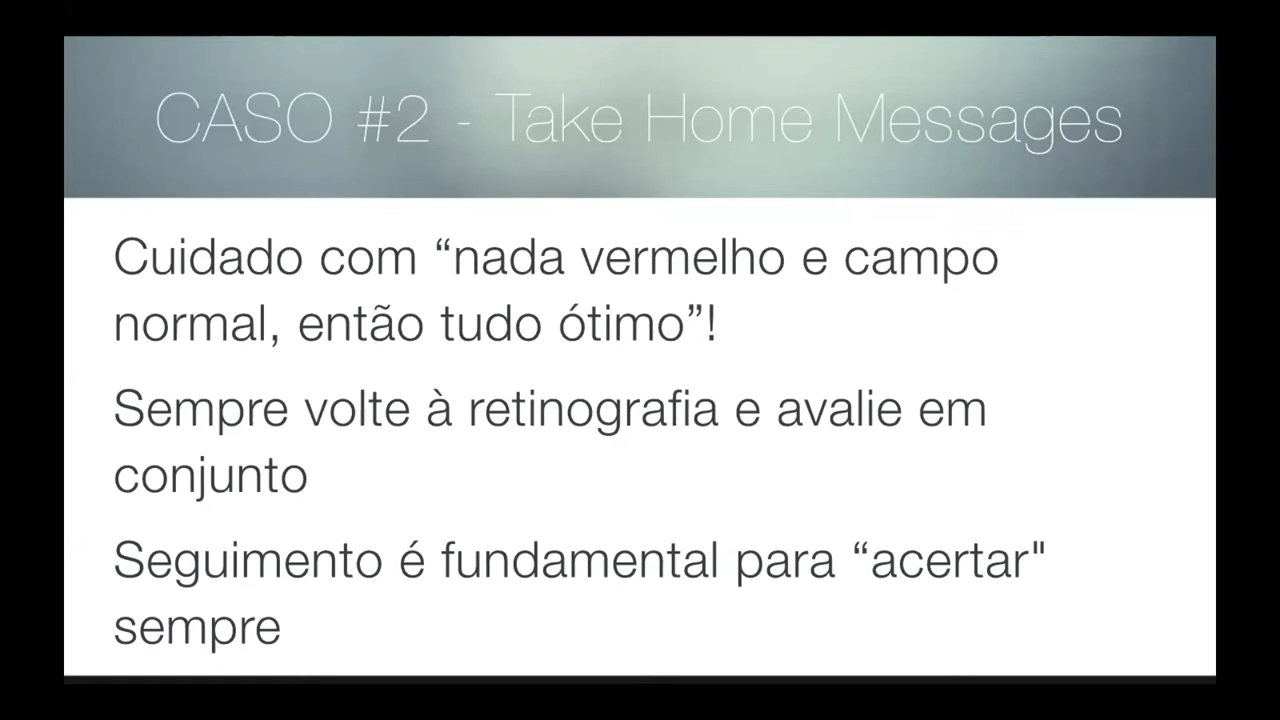 CASO #2 - Take Home Messages
Cuidado com “nada vermelho e campo
normal, então tudo ótimo”!
Sempre volte à retinografia e avalie em
conjunto
Seguimento é fundamental para “acertar"
sempre